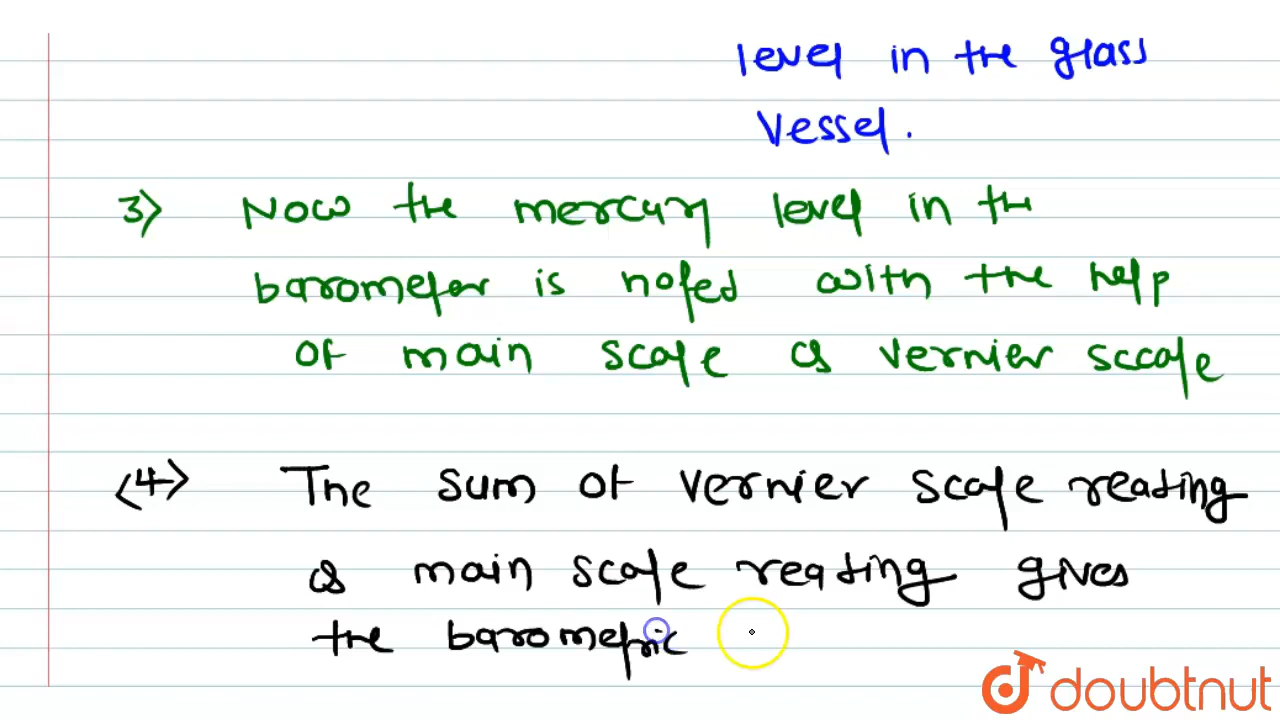 level in the glass
vessel.
3) Now the mercury level in the
barometer is noted with the help
of main scale & vernier sccale
(4) The sum of vernier scale reading
& main scale reading gives
the barometric
doubtnut